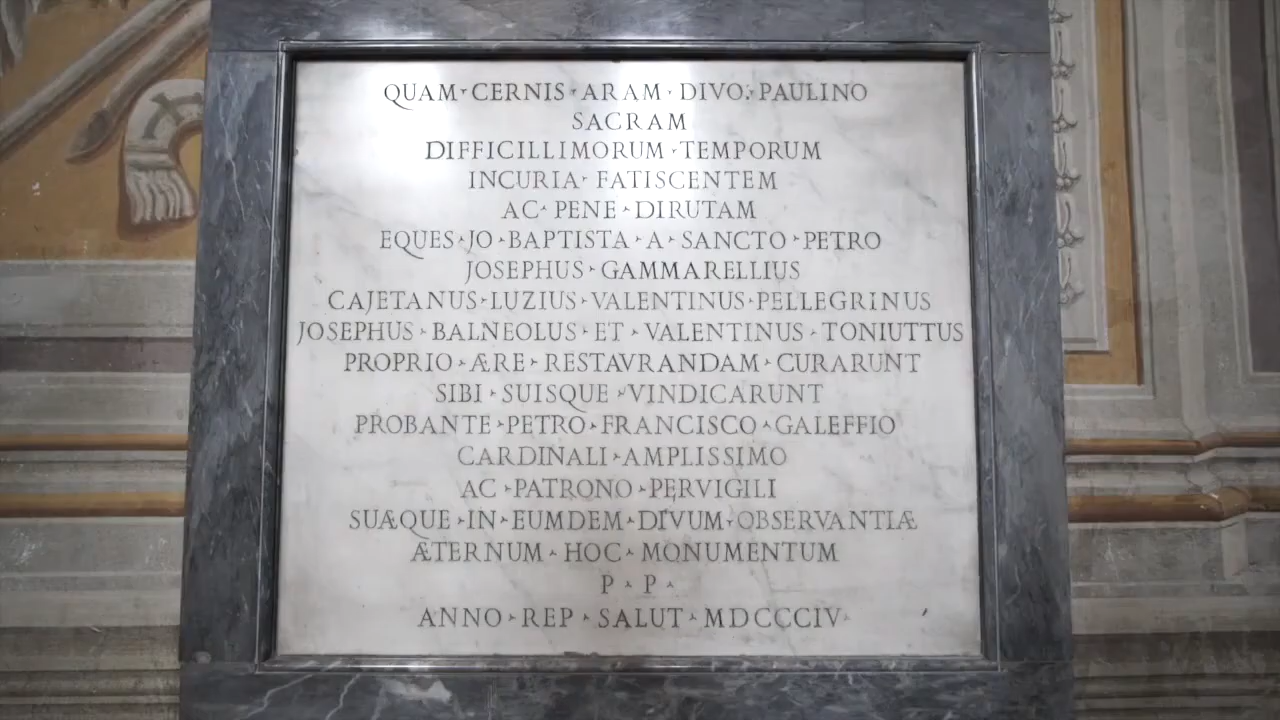 QUAM · CERNIS · ARAM · DIVO · PAULINO
SACRAM
DIFFICILLIMORUM · TEMPORUM
INCURIA · FATISCENTEM
AC · PENE · DIRUTAM
EQUES · JO · BAPTISTA · A · SANCTO · PETRO
JOSEPHUS · GAMMARELLIUS
CAJETANUS · LUZIUS · VALENTINUS · PELLEGRINUS
JOSEPHUS · BALNEOLUS · ET · VALENTINUS · TONIUTTUS
PROPRIO · ÆRE · RESTAVRANDAM · CURARUNT
SIBI · SUISQUE · VINDICARUNT
PROBANTE · PETRO · FRANCISCO · GALEFFIO
CARDINALI · AMPLISSIMO
AC · PATRONO · PERVIGILI
SUÆQUE · IN · EUMDEM · DIVUM · OBSERVANTIÆ
ÆTERNUM · HOC · MONUMENTUM
P · P ·
ANNO · REP · SALUT · MDCCCIV ·